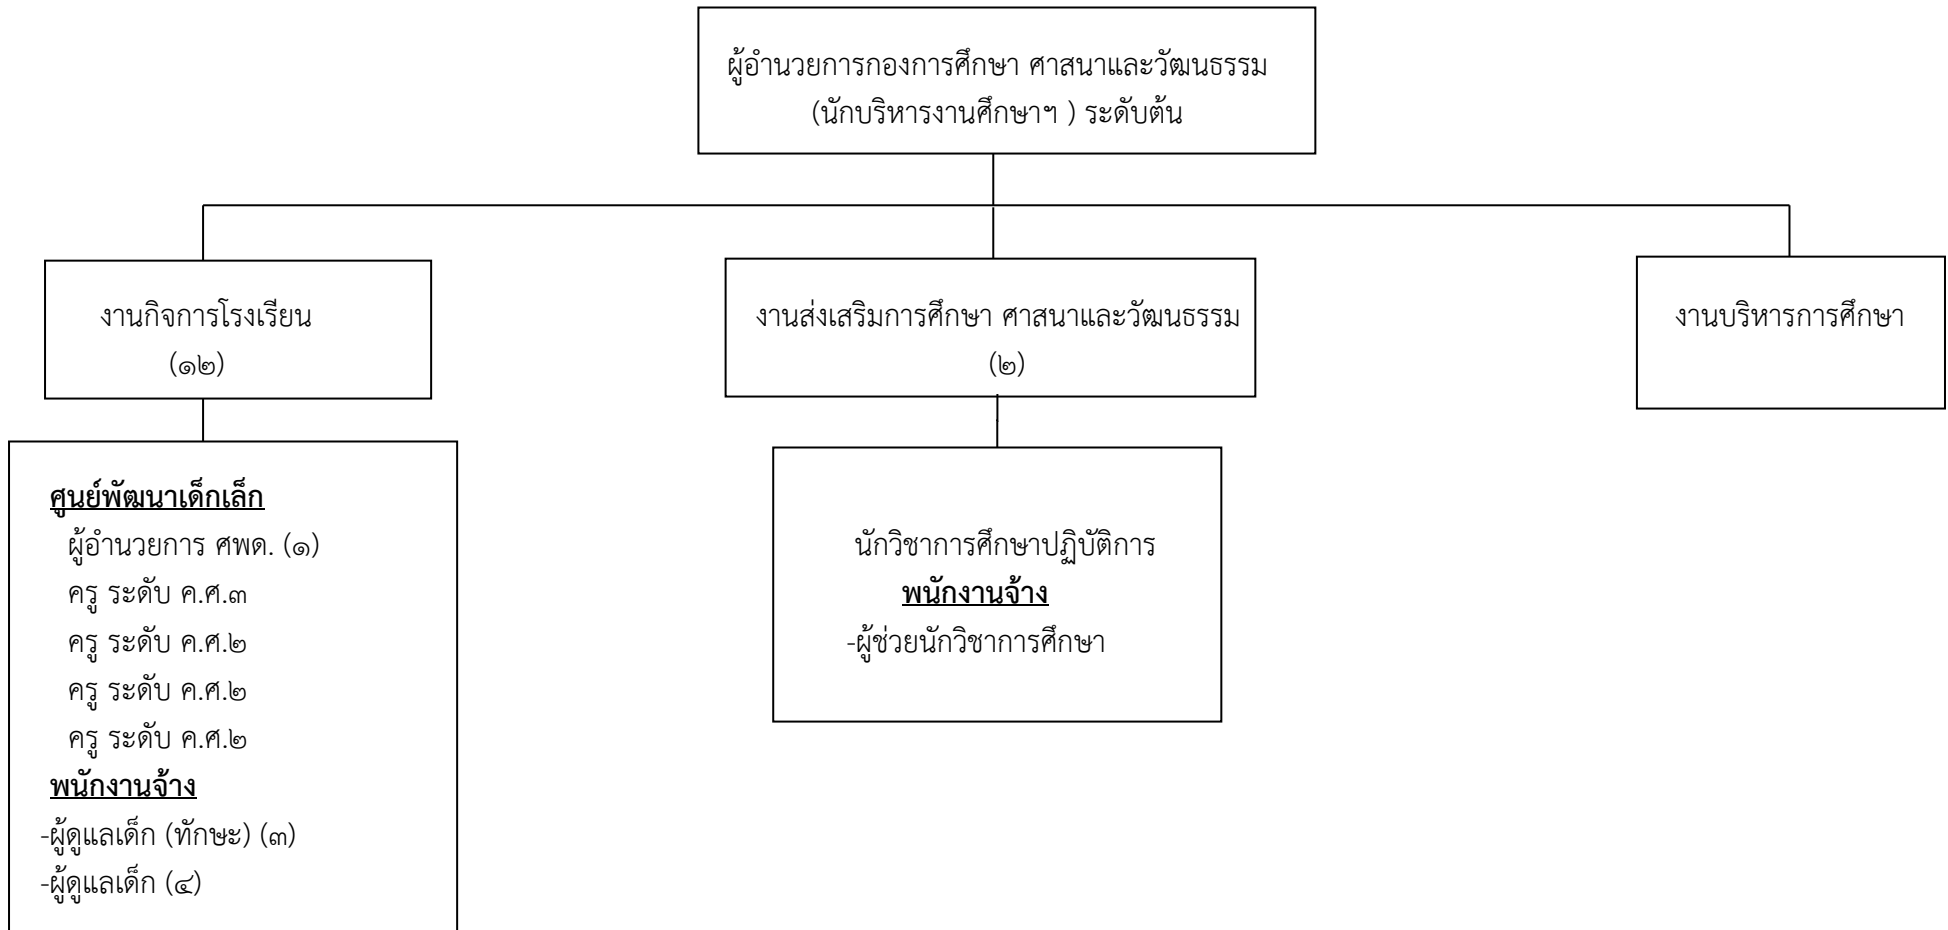 ผู้อำนวยการกองการศึกษา ศาสนาและวัฒนธรรม
(นักบริหารงานศึกษาฯ ) ระดับต้น
งานกิจการโรงเรียน
(๑๒)
งานส่งเสริมการศึกษา ศาสนาและวัฒนธรรม
(๒)
งานบริหารการศึกษา
ศูนย์พัฒนาเด็กเล็ก
ผู้อำนวยการ ศพด. (๑)
ครู ระดับ ค.ศ.๓
ครู ระดับ ค.ศ.๒
ครู ระดับ ค.ศ.๒
ครู ระดับ ค.ศ.๒
พนักงานจ้าง
-ผู้ดูแลเด็ก (ทักษะ) (๓)
-ผู้ดูแลเด็ก (๔)
นักวิชาการศึกษาปฏิบัติการ
พนักงานจ้าง
-ผู้ช่วยนักวิชาการศึกษา